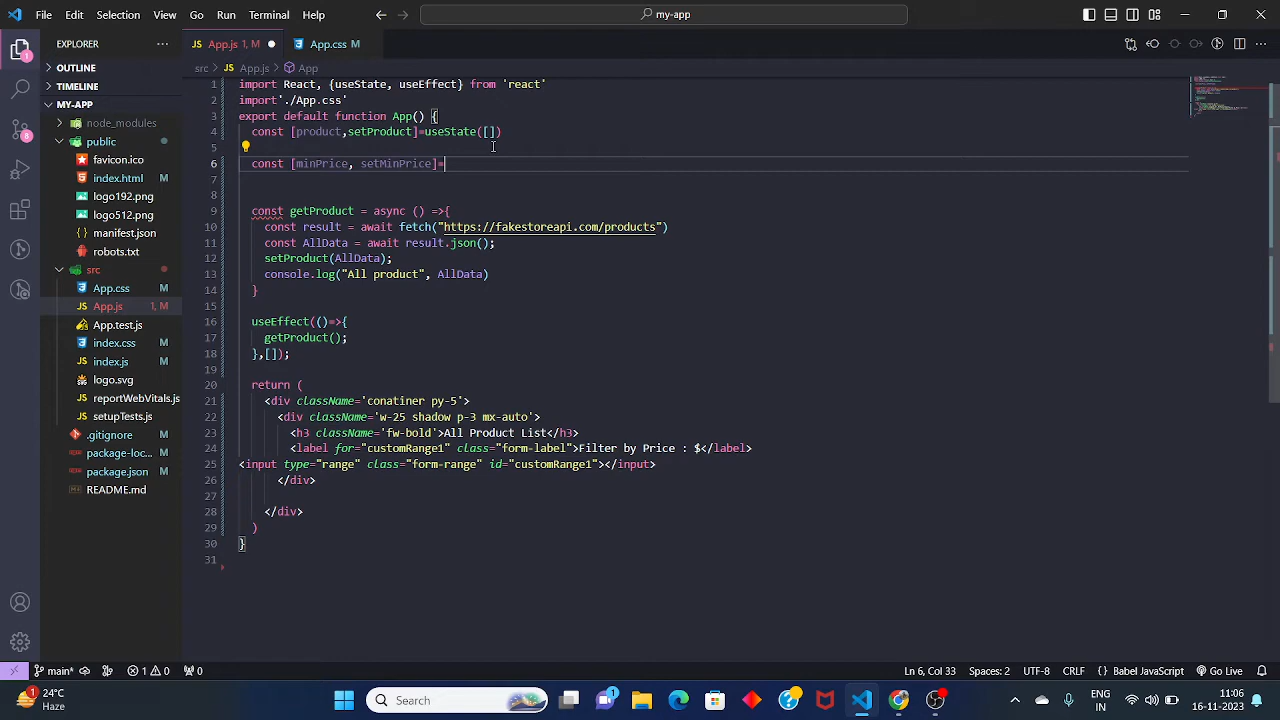 File Edit Selection View Go Run Terminal Help
my-app
EXPLORER
OUTLINE
TIMELINE
MY-APP
node_modules
public
favicon.ico
index.html M
logo192.png
logo512.png
manifest.json
robots.txt
src
App.css M
App.js 1, M
App.test.js
index.css M
index.js M
logo.svg
reportWebVitals.js
setupTests.js
.gitignore M
package-loc... M
package.json M
README.md
1
App.js 1, M
App.css M
src > App.js > App
1 import React, {useState, useEffect} from 'react'
2 import'./App.css'
3 export default function App() {
4 const [product,setProduct]=useState([])
5
6 const [minPrice, setMinPrice]=
7
8
9 const getProduct = async () =>{
10 const result = await fetch("https://fakestoreapi.com/products")
11 const AllData = await result.json();
12 setProduct(AllData);
13 console.log("All product", AllData)
14 }
15
16 useEffect(()=>{
17 getProduct();
18 },[]);
19
20 return (
21 <div className='conatiner py-5'>
22 <div className='w-25 shadow p-3 mx-auto'>
23 <h3 className='fw-bold'>All Product List</h3>
24 <label for="customRange1" class="form-label">Filter by Price : $</label>
25 <input type="range" class="form-range" id="customRange1"></input>
26 </div>
27
28 </div>
29 )
30 }
31
main* 1 0 0
Ln 6, Col 33 Spaces: 2 UTF-8 CRLF Babel JavaScript Go Live
1
24°C
Haze
Search
1
ENG
IN
11:06
16-11-2023